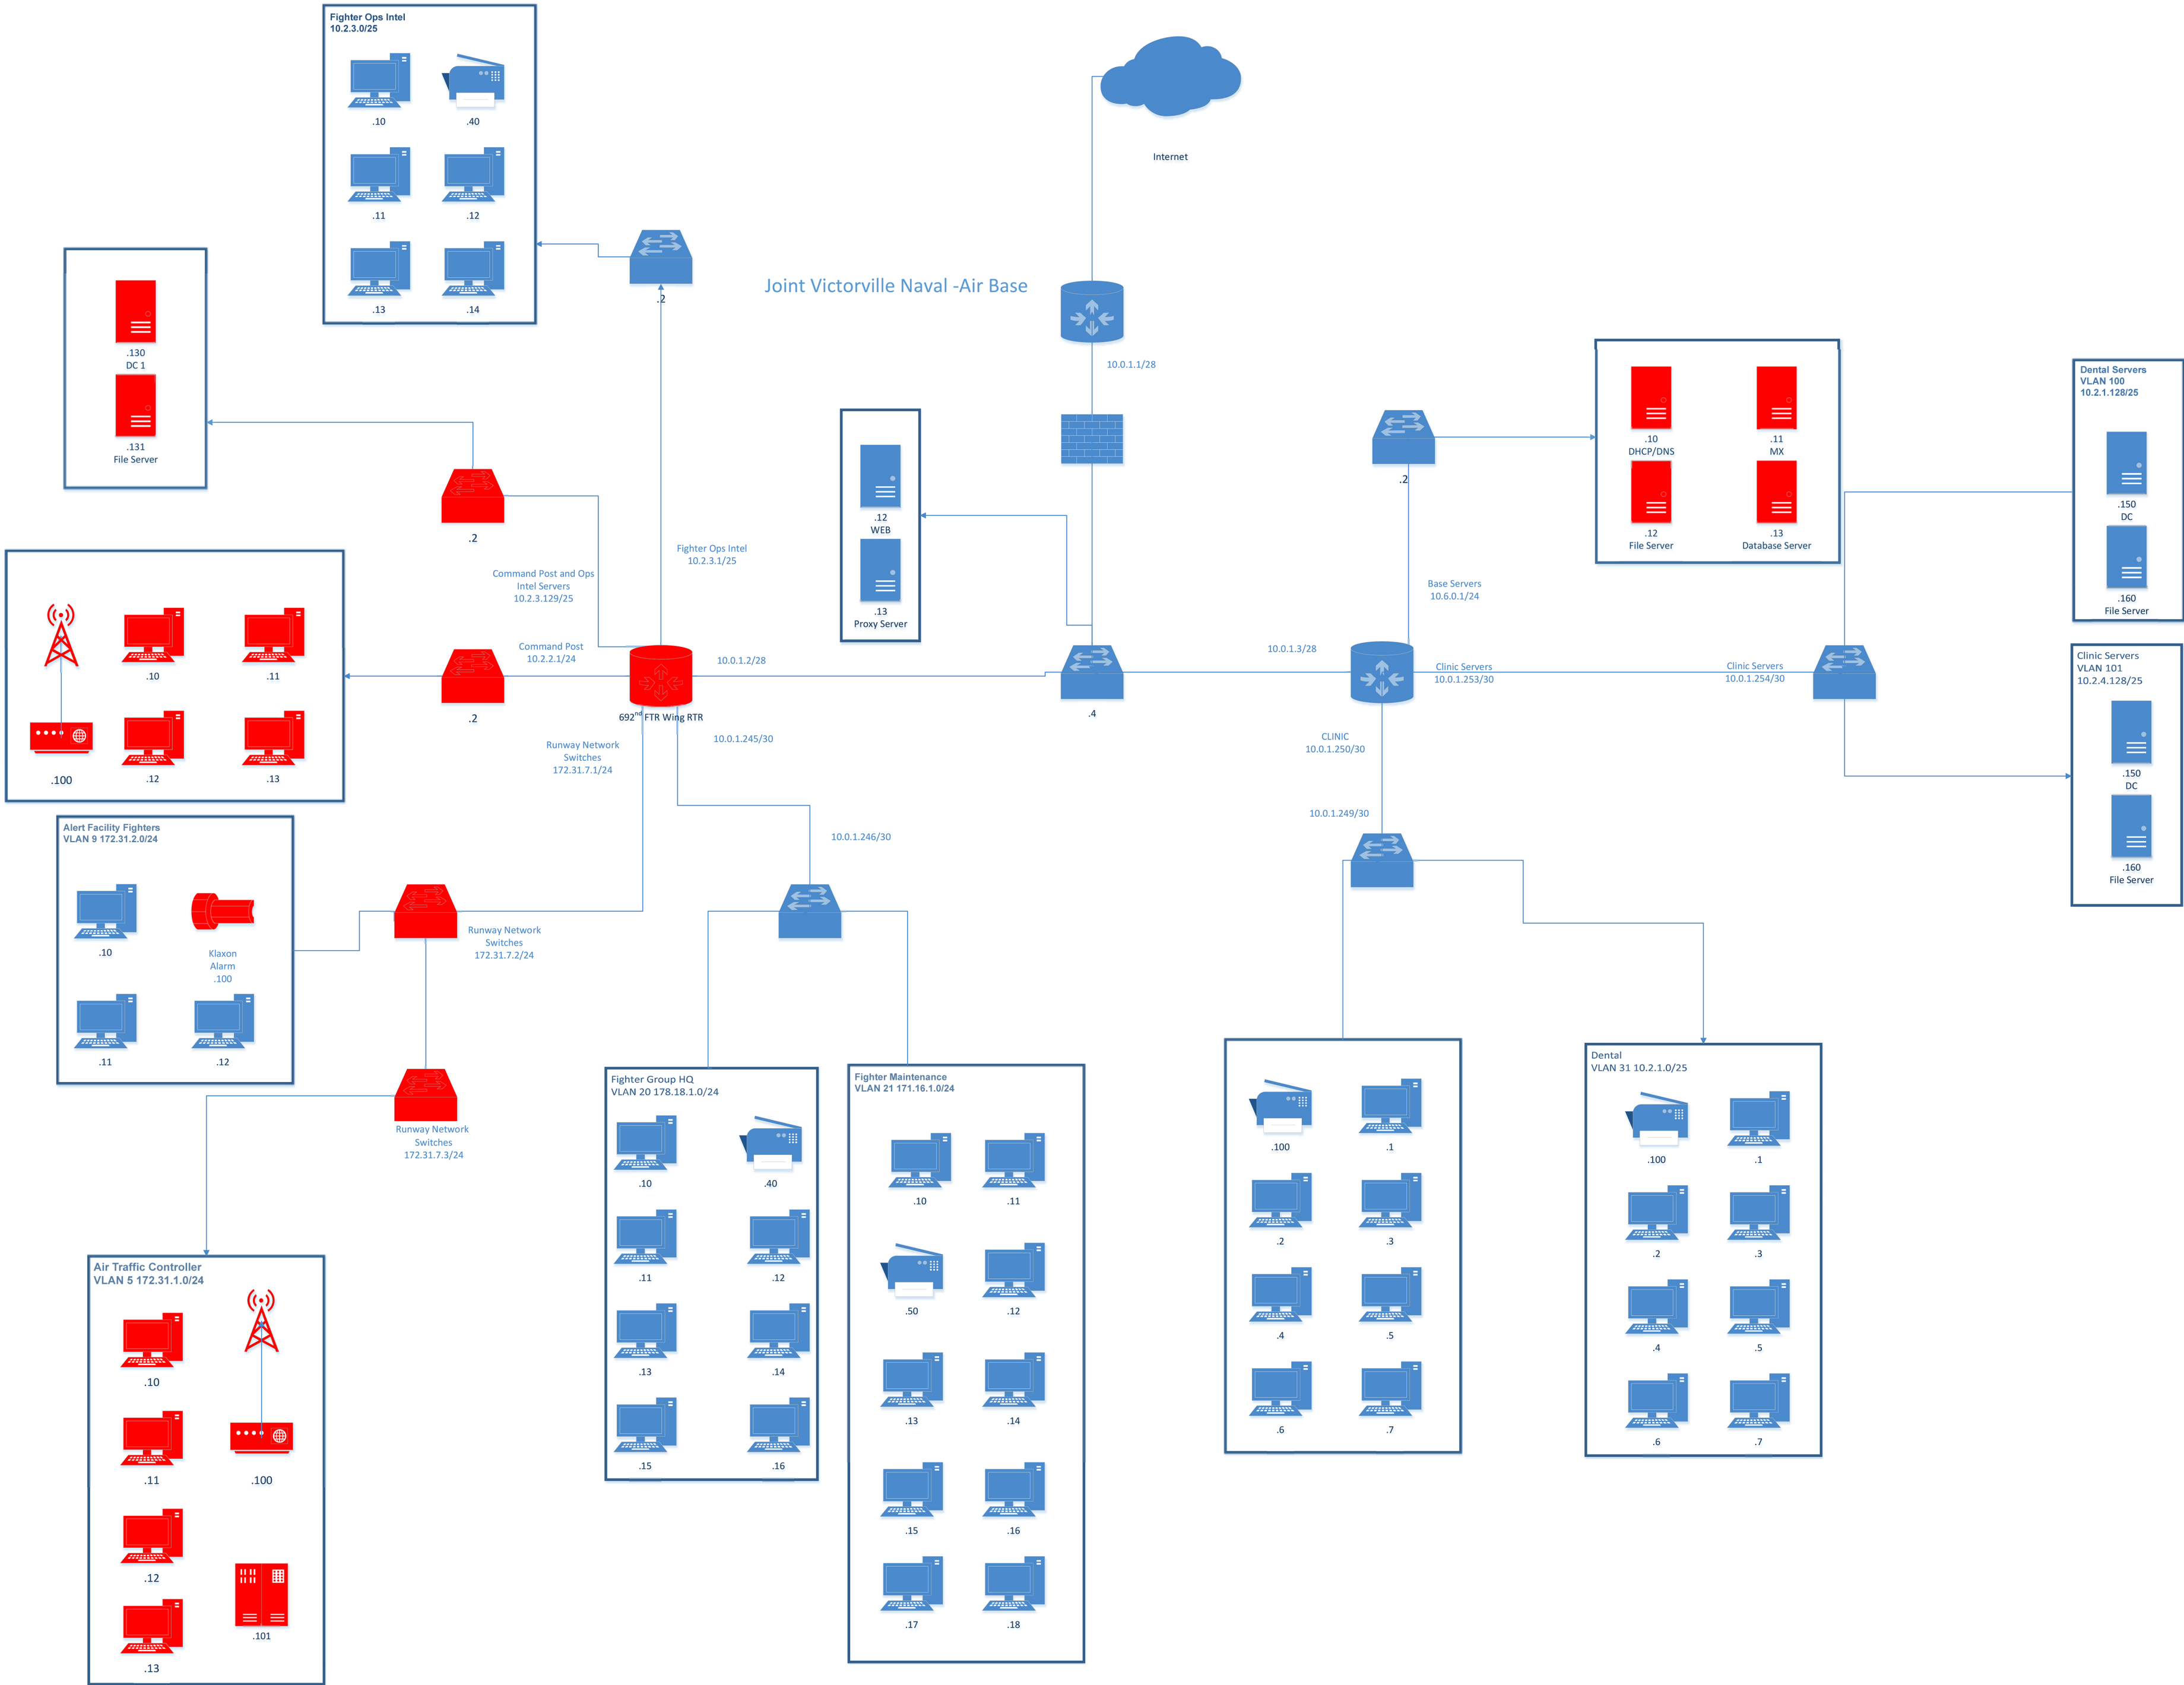 Fighter Ops Intel
10.2.3.0/25
.10
.40
.11
.12
.13
.14
Internet
.2
Joint Victorville Naval -Air Base
10.0.1.1/28
.130
DC 1
.131
File Server
.2
.12
WEB
.13
Proxy Server
.2
.10
DHCP/DNS
.11
MX
.12
File Server
.13
Database Server
Dental Servers
VLAN 100
10.2.1.128/25
.150
DC
.160
File Server
Fighter Ops Intel
10.2.3.1/25
Command Post and Ops
Intel Servers
10.2.3.129/25
Base Servers
10.6.0.1/24
.10
.11
.12
.13
.100
Command Post
10.2.2.1/24
.2
10.0.1.2/28
692nd FTR Wing RTR
.4
10.0.1.3/28
Clinic Servers
10.0.1.253/30
Clinic Servers
10.0.1.254/30
Clinic Servers
VLAN 101
10.2.4.128/25
.150
DC
.160
File Server
Runway Network
Switches
172.31.7.1/24
10.0.1.245/30
CLINIC
10.0.1.250/30
10.0.1.249/30
10.0.1.246/30
Alert Facility Fighters
VLAN 9 172.31.2.0/24
.10
Klaxon
Alarm
.100
.11
.12
Runway Network
Switches
172.31.7.2/24
Runway Network
Switches
172.31.7.3/24
Fighter Group HQ
VLAN 20 178.18.1.0/24
.10
.40
.11
.12
.13
.14
.15
.16
Fighter Maintenance
VLAN 21 171.16.1.0/24
.10
.11
.50
.12
.13
.14
.15
.16
.17
.18
.100
.1
.2
.3
.4
.5
.6
.7
Dental
VLAN 31 10.2.1.0/25
.100
.1
.2
.3
.4
.5
.6
.7
Air Traffic Controller
VLAN 5 172.31.1.0/24
.10
.11
.100
.12
.101
.13